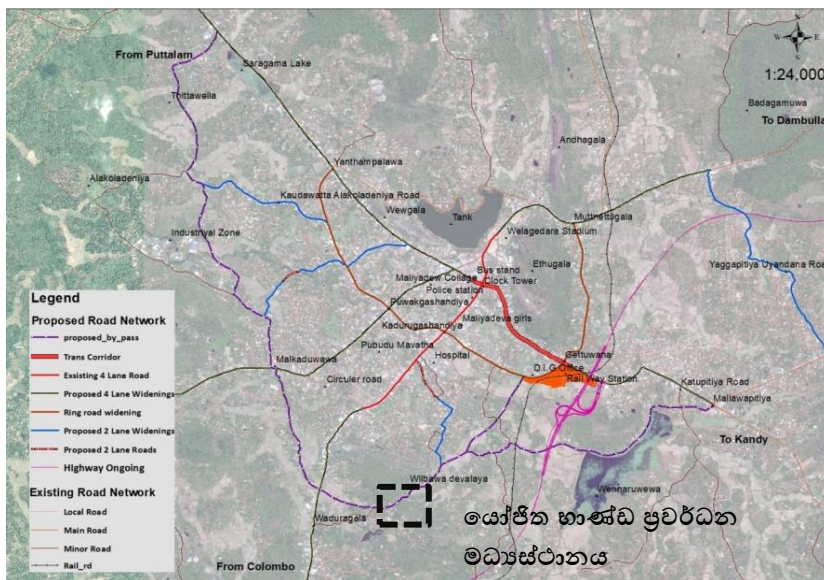 From Puttalam
Saragama Lake
1:24,000
Thittawella
Badagamuwa
To Dambulla
Andhagala
Yanthampalawa
Alakoladeniya
Kaudawatta Alakoladeniya Road
Wewgala
Tank
Mutthettugala
Industriyal Zone
Welagedara Stadium
Yaggapitiya Uyandana Roa
Ethugala
Bus stand
Maliyadew Collage
Clock Tower
Police station
Puwakgashandiya
Maliyadeva girls
Kadurugashandiya
Pubudu Mavatha
Hospital
Gettuwana
Malkaduwawa
D.I.G Office
Rail Way Station
Katupitiya Road
Circuler road
Mallawapitiya
To Kandy
Wilbawa devalaya
Wennaruwewa
Waduragala
From Colombo
යෝජිත භාණ්ඩ ප්‍රවර්ධන
මධ්‍යස්ථානය
Legend
Proposed Road Network
proposed_by_pass
Trans Corridor
Exsisting 4 Lane Road
Proposed 4 Lane Widenings
Ring road widening
Proposed 2 Lane Widenings
Proposed 2 Lane Roads
Highway Ongoing
Existing Road Network
Local Road
Main Road
Minor Road
Rail_rd